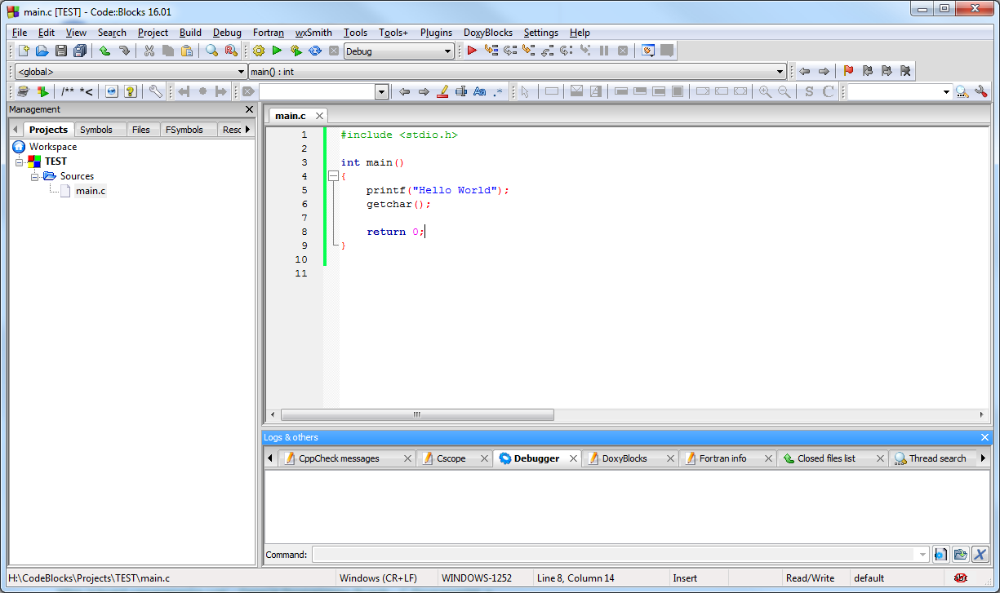 main.c [TEST] - Code::Blocks 16.01
File Edit View Search Project Build Debug Fortran wxSmith Tools Tools+ Plugins DoxyBlocks Settings Help
Debug
<global> main() : int
/** *< Aa .* S C
Management
Projects Symbols Files FSymbols Resc
Workspace
TEST
Sources
main.c
main.c
1 #include <stdio.h>
2
3 int main()
4 {
5 printf("Hello World");
6 getchar();
7
8 return 0;
9 }
10
11
Logs & others
CppCheck messages Cscope Debugger DoxyBlocks Fortran info Closed files list Thread search
Command:
H:\CodeBlocks\Projects\TEST\main.c Windows (CR+LF) WINDOWS-1252 Line 8, Column 14 Insert Read/Write default